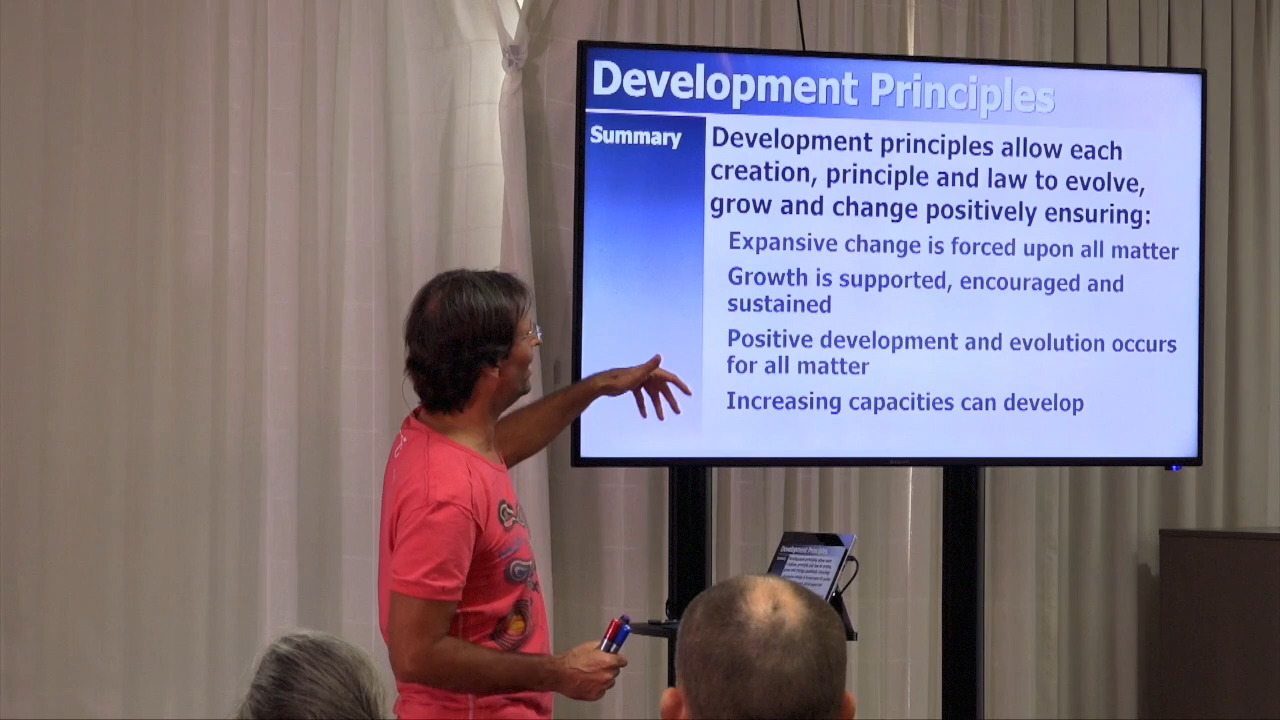 Development Principles
Summary
Development principles allow each
creation, principle and law to evolve,
grow and change positively ensuring:
Expansive change is forced upon all matter
Growth is supported, encouraged and
sustained
Positive development and evolution occurs
for all matter
Increasing capacities can develop
Development Principles